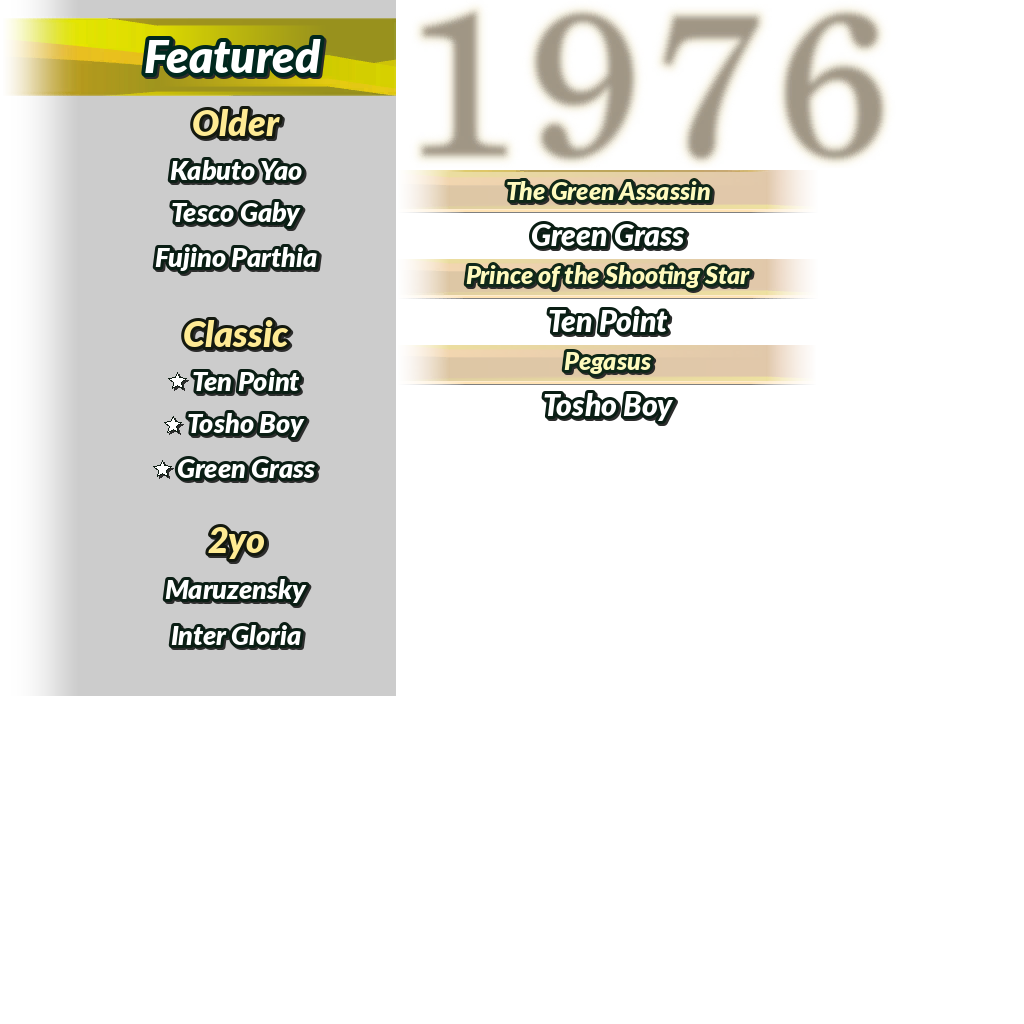 Featured
Older
Kabuto Yao
Tesco Gaby
Fujino Parthia
Classic
Ten Point
Tosho Boy
Green Grass
2yo
Maruzensky
Inter Gloria
1976
The Green Assassin
Green Grass
Prince of the Shooting Star
Ten Point
Pegasus
Tosho Boy